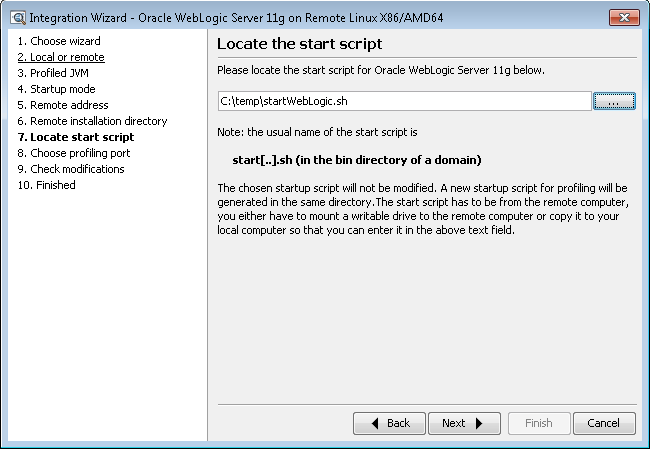 Integration Wizard - Oracle WebLogic Server 11g on Remote Linux X86/AMD64
1. Choose wizard
2. Local or remote
3. Profiled JVM
4. Startup mode
5. Remote address
6. Remote installation directory
7. Locate start script
8. Choose profiling port
9. Check modifications
10. Finished
Locate the start script
Please locate the start script for Oracle WebLogic Server 11g below.
C:\temp\startWebLogic.sh
...
Note: the usual name of the start script is
start[..].sh (in the bin directory of a domain)
The chosen startup script will not be modified. A new startup script for profiling will be
generated in the same directory.The start script has to be from the remote computer,
you either have to mount a writable drive to the remote computer or copy it to your
local computer so that you can enter it in the above text field.
Back
Next
Finish
Cancel